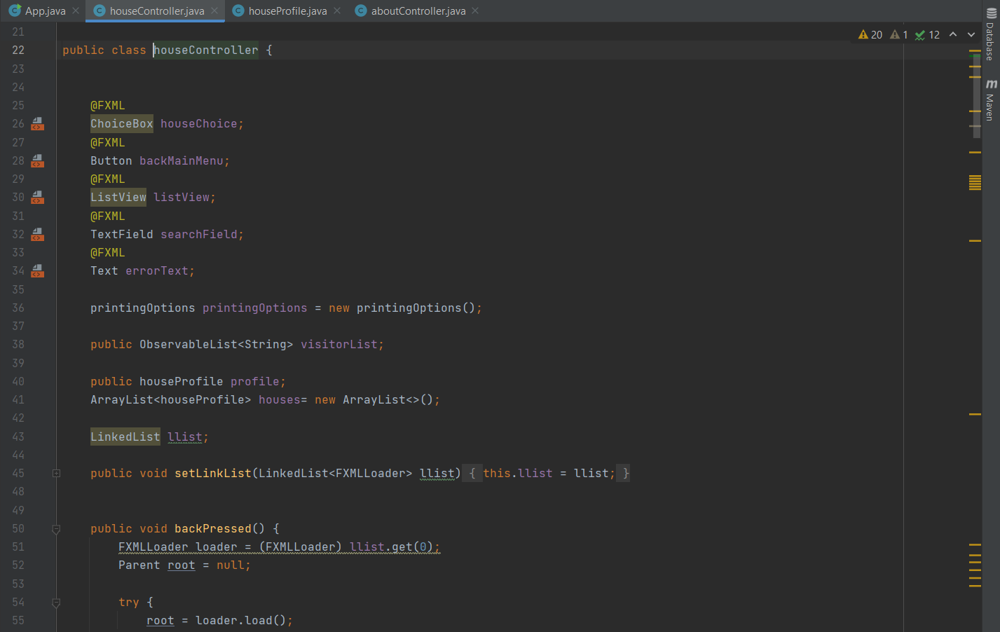 App.java houseController.java houseProfile.java aboutController.java
20 1 12
Database
Maven
21
22 public class houseController {
23
24
25 @FXML
26 ChoiceBox houseChoice;
27 @FXML
28 Button backMainMenu;
29 @FXML
30 ListView listView;
31 @FXML
32 TextField searchField;
33 @FXML
34 Text errorText;
35
36 printingOptions printingOptions = new printingOptions();
37
38 public ObservableList<String> visitorList;
39
40 public houseProfile profile;
41 ArrayList<houseProfile> houses= new ArrayList<>();
42
43 LinkedList llist;
44
45 public void setLinkList(LinkedList<FXMLLoader> llist) { this.llist = llist; }
48
49
50 public void backPressed() {
51 FXMLLoader loader = (FXMLLoader) llist.get(0);
52 Parent root = null;
53
54 try {
55 root = loader.load();